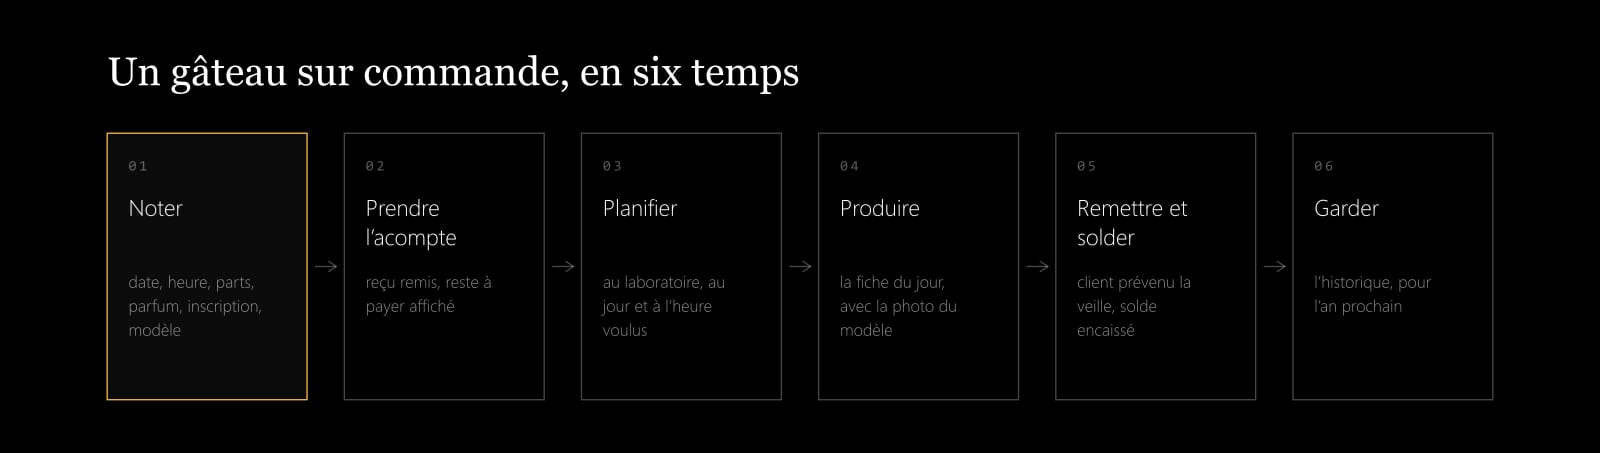 Un gâteau sur commande, en six temps
01
Noter
date, heure, parts,
parfum, inscription,
modèle
02
Prendre
l’acompte
reçu remis, reste à
payer affiché
03
Planifier
au laboratoire, au
jour et à l’heure
voulus
04
Produire
la fiche du jour,
avec la photo du
modèle
05
Remettre et
solder
client prévenu la
veille, solde
encaissé
06
Garder
l’historique, pour
l’an prochain